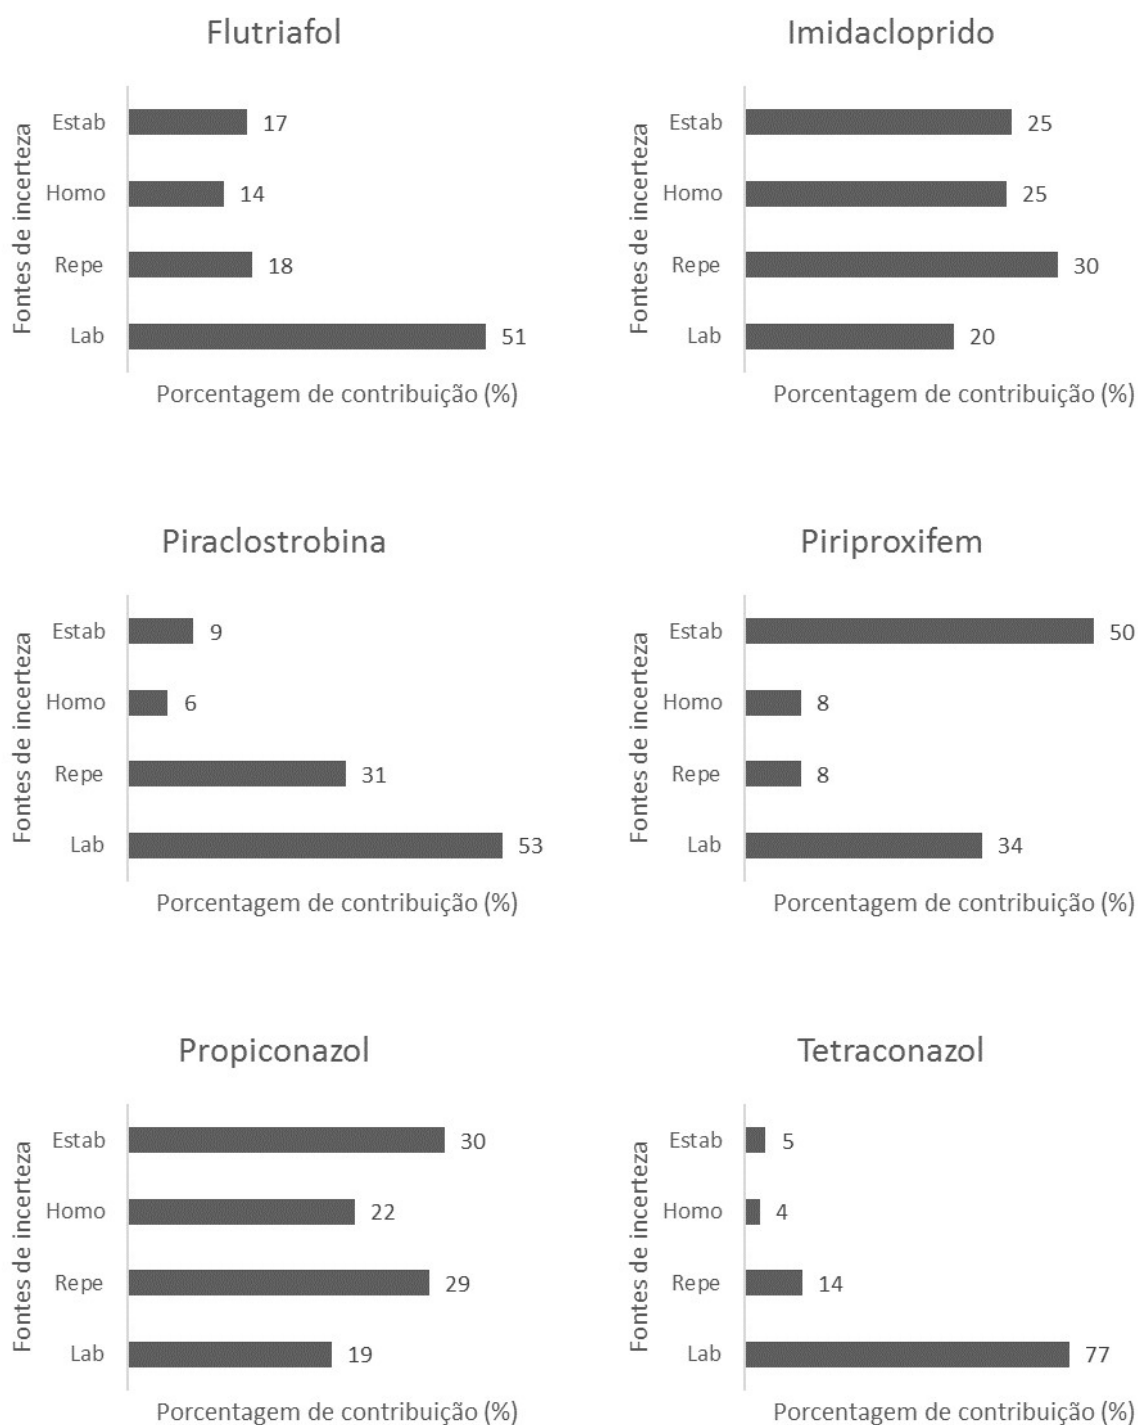 Flutriafol
Fontes de incerteza
Estab 17
Homo 14
Repe 18
Lab 51
Porcentagem de contribuição (%)
Imidacloprido
Fontes de incerteza
Estab 25
Homo 25
Repe 30
Lab 20
Porcentagem de contribuição (%)
Piraclostrobina
Fontes de incerteza
Estab 9
Homo 6
Repe 31
Lab 53
Porcentagem de contribuição (%)
Piriproxifem
Fontes de incerteza
Estab 50
Homo 8
Repe 8
Lab 34
Porcentagem de contribuição (%)
Propiconazol
Fontes de incerteza
Estab 30
Homo 22
Repe 29
Lab 19
Porcentagem de contribuição (%)
Tetraconazol
Fontes de incerteza
Estab 5
Homo 4
Repe 14
Lab 77
Porcentagem de contribuição (%)